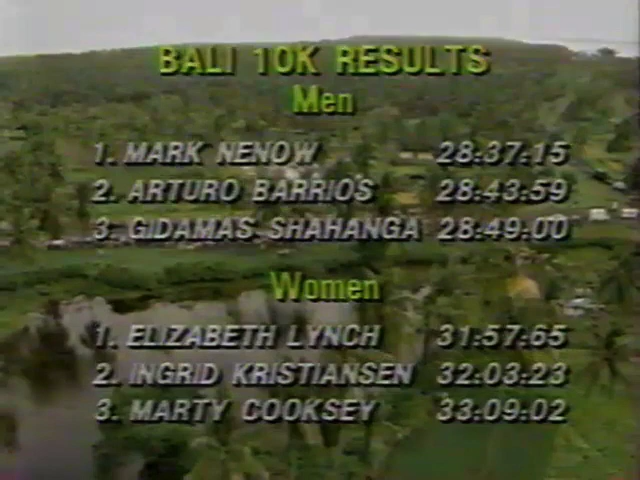 BALI 10K RESULTS
Men
1. MARK NENOW 28:37:15
2. ARTURO BARRIOS 28:43:59
3. GIDAMAS SHAHANGA 28:49:00
Women
1. ELIZABETH LYNCH 31:57:65
2. INGRID KRISTIANSEN 32:03:23
3. MARTY COOKSEY 33:09:02